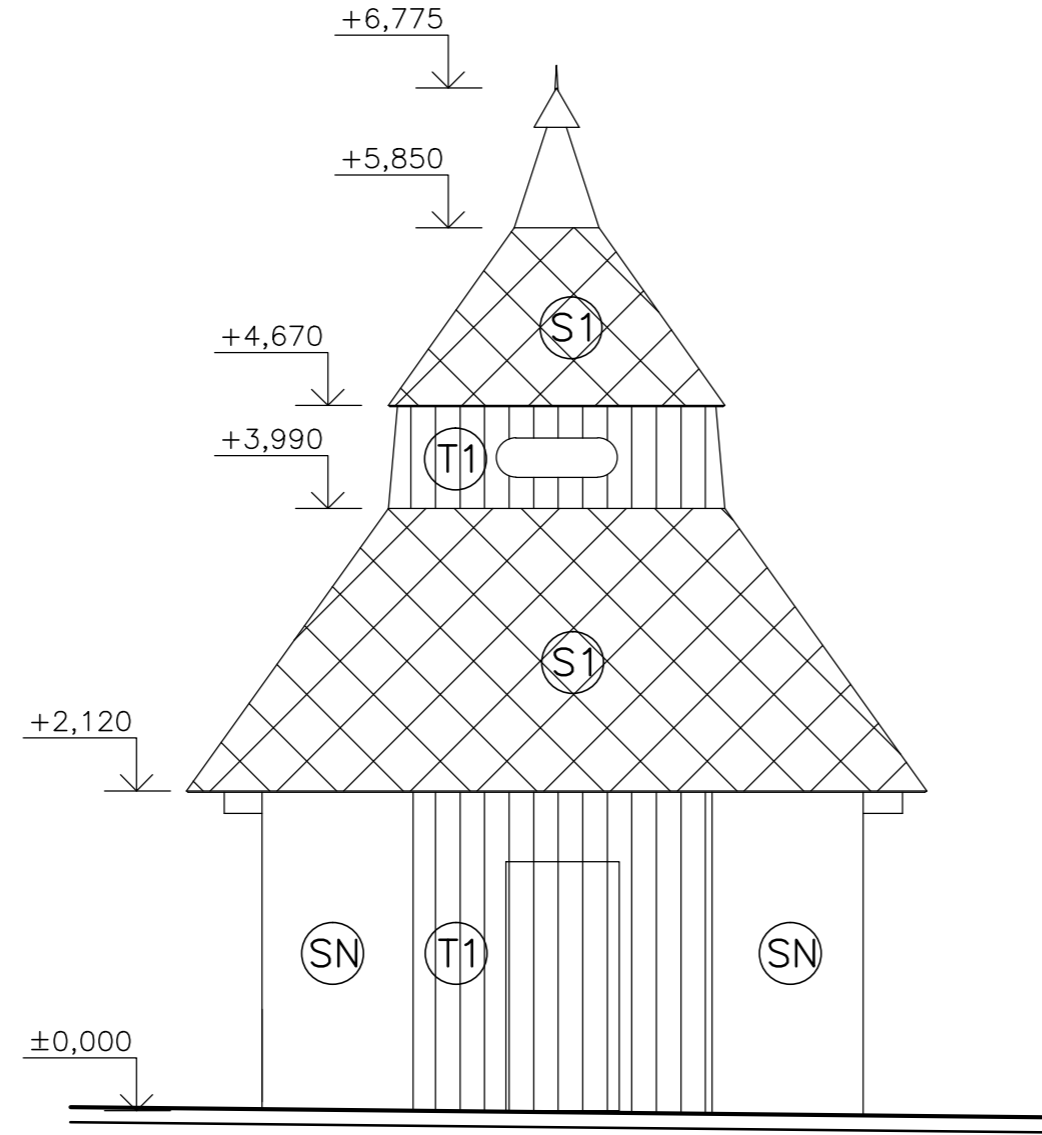 +6,775
+5,850
S1
+4,670
+3,990
T1
S1
+2,120
SN
T1
SN
±0,000